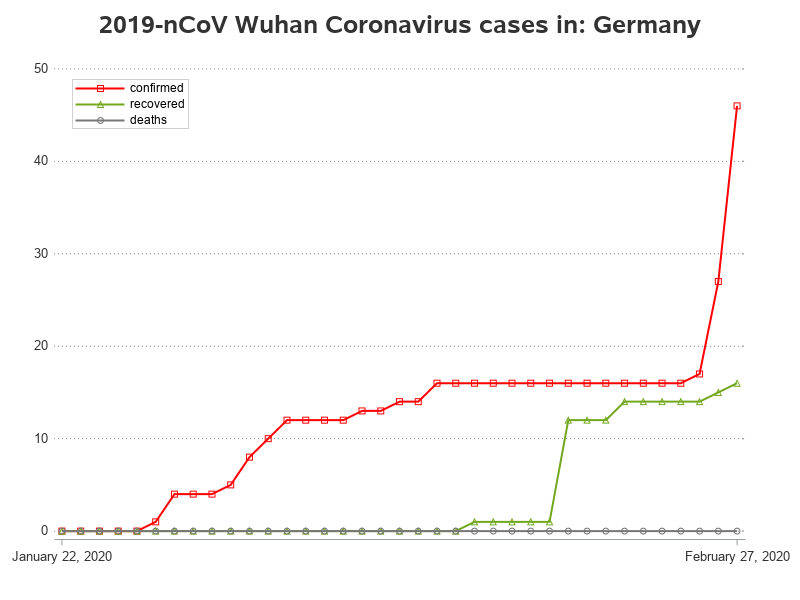 2019-nCoV Wuhan Coronavirus cases in: Germany
50
confirmed
recovered
deaths
40
30
20
10
0
January 22, 2020
February 27, 2020